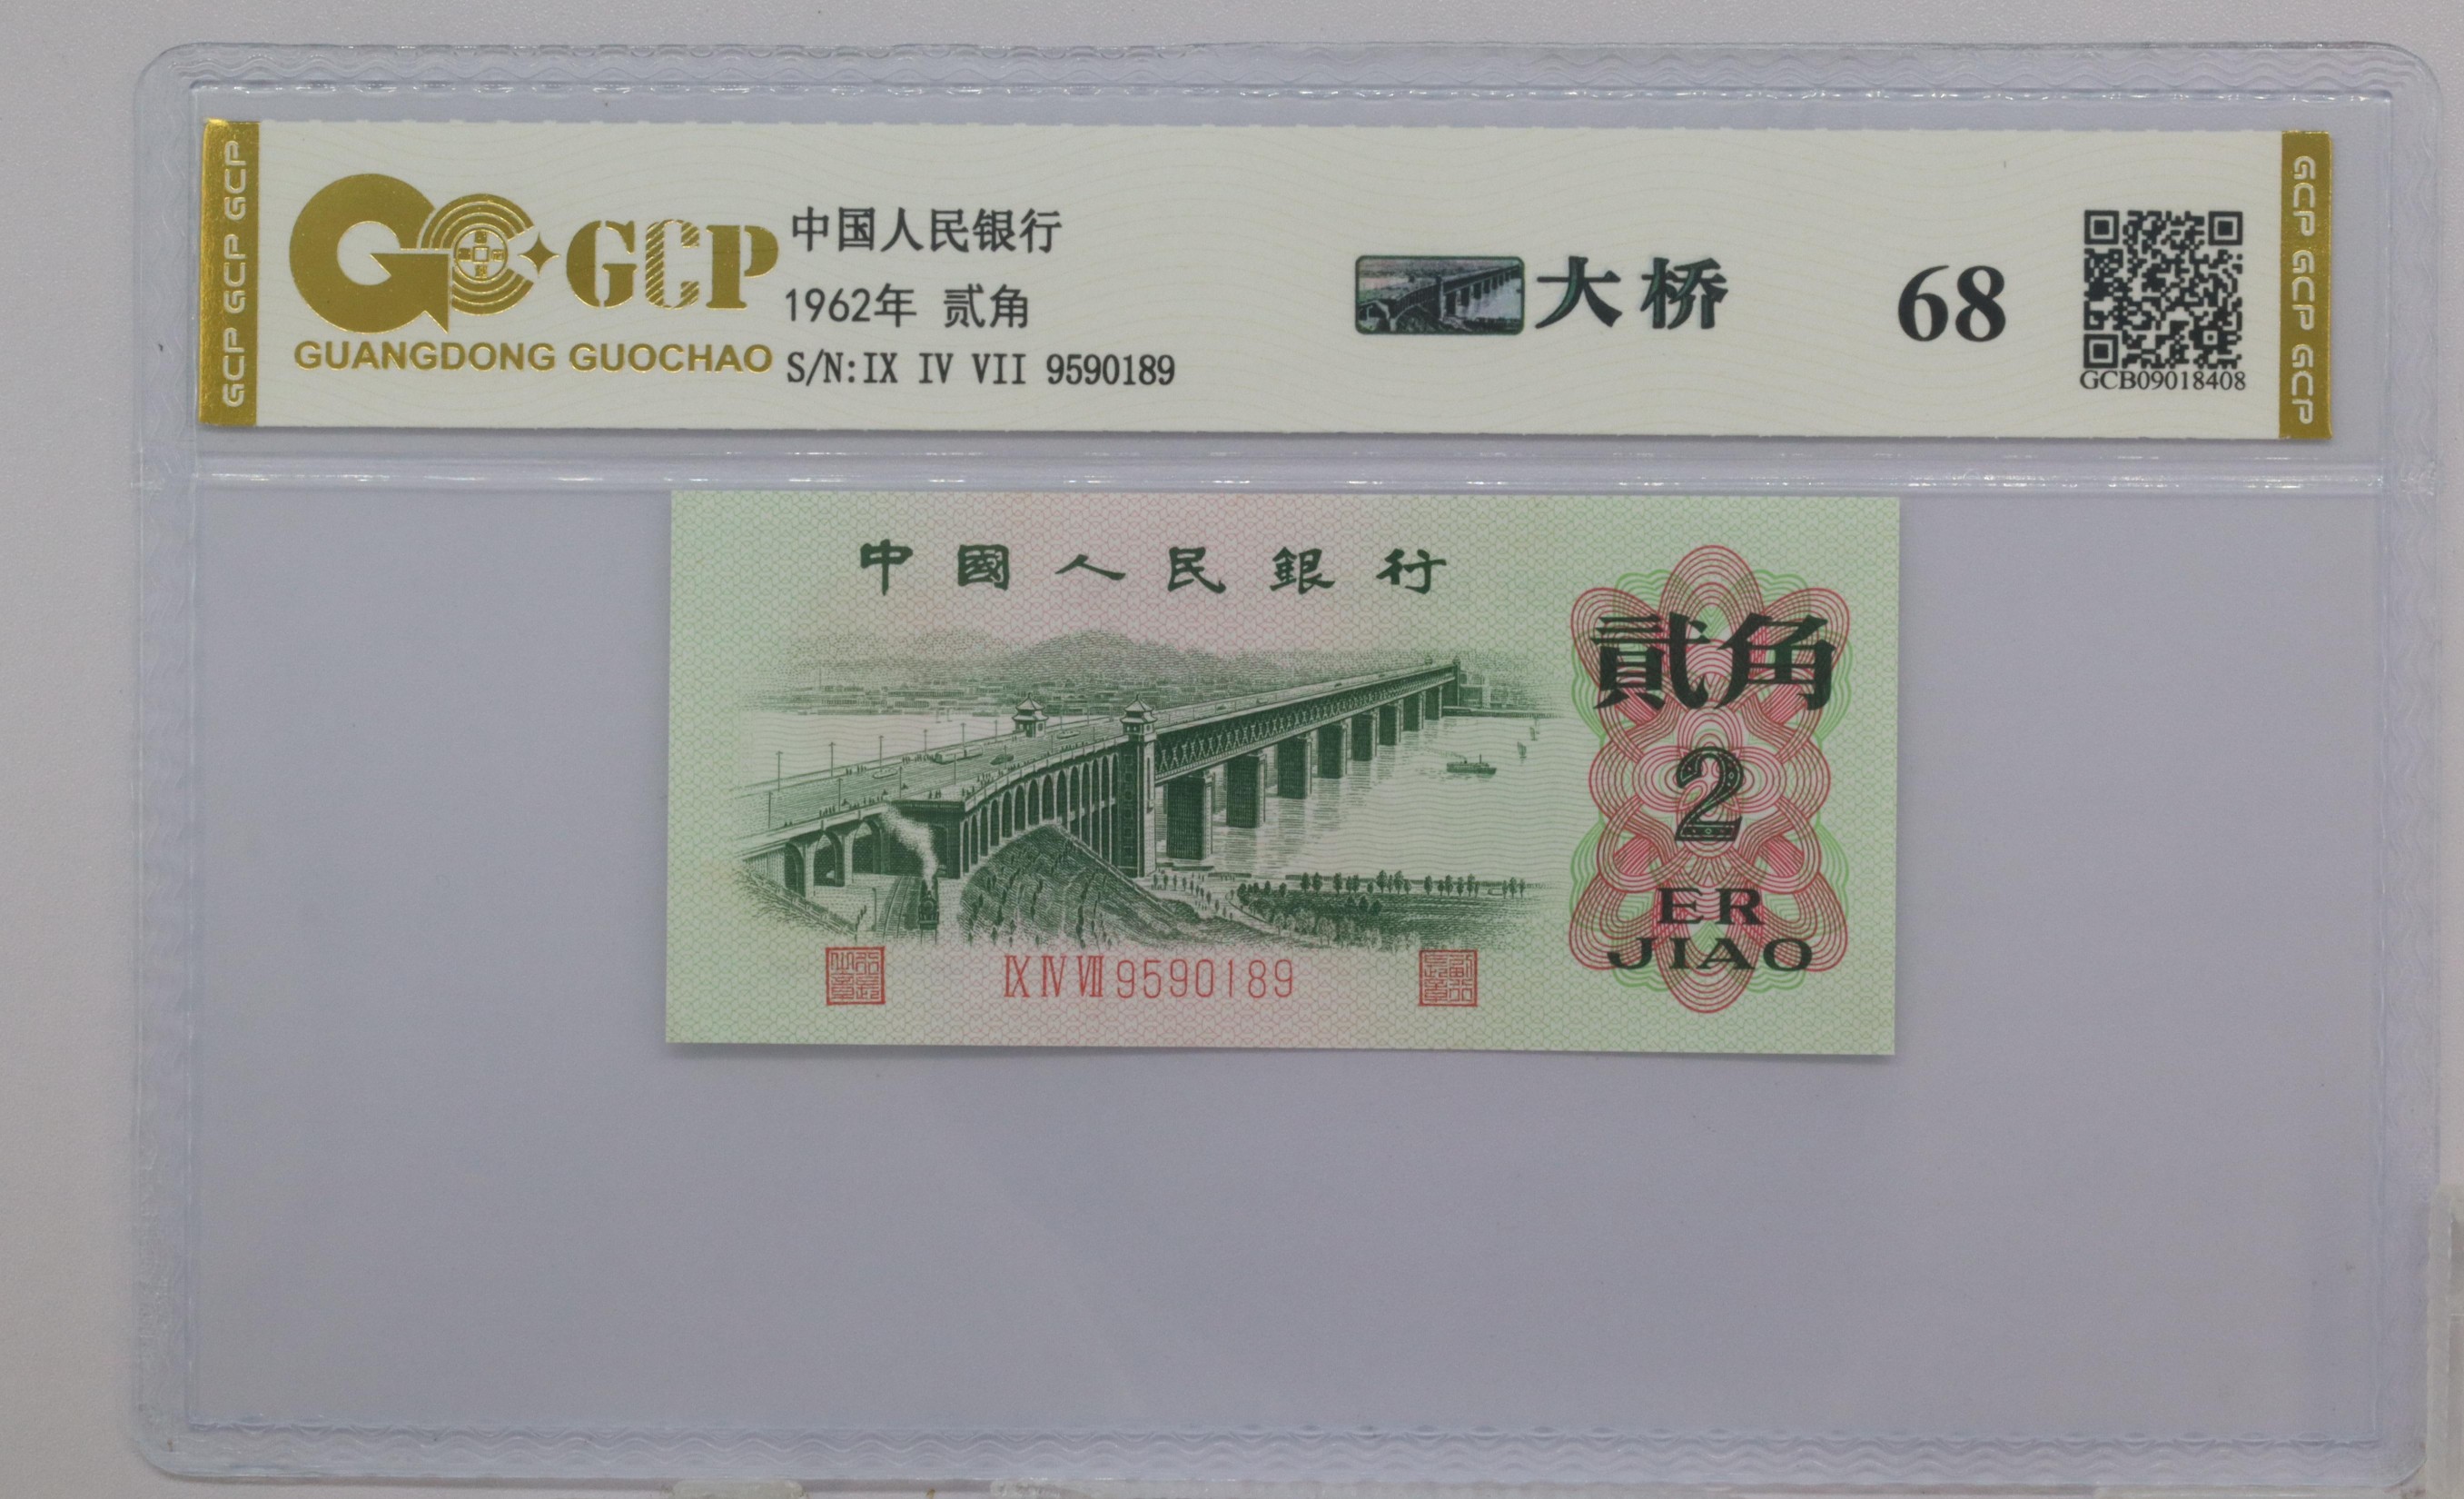 GCP GCP GCP
GCP
GUANGDONG GUOCHAO
中国人民银行
1962年 贰角
S/N:IX IV VII 9590189
大桥
68
GCB09018408
GCP GCP GCP
中國人民銀行
貳角
2
ER
JIAO
IX IV VII 9590189